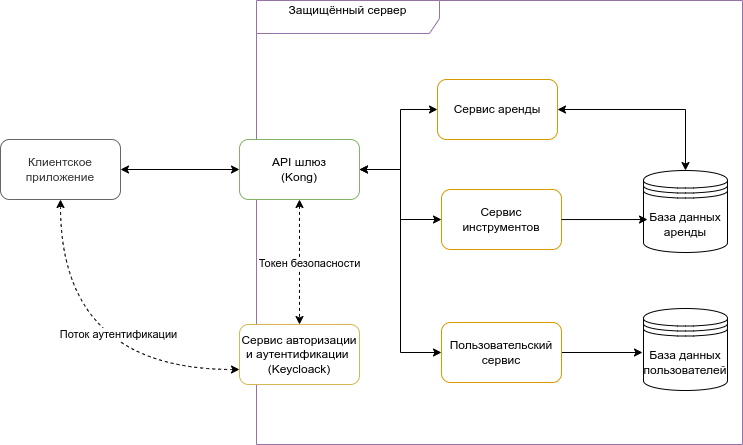 Защищённый сервер
Сервис аренды
Клиентское
приложение
API шлюз
(Kong)
Сервис
инструментов
База данных
аренды
Токен безопасности
Поток аутентификации
Сервис авторизации
и аутентификации
(Keycloack)
Пользовательский
сервис
База данных
пользователей